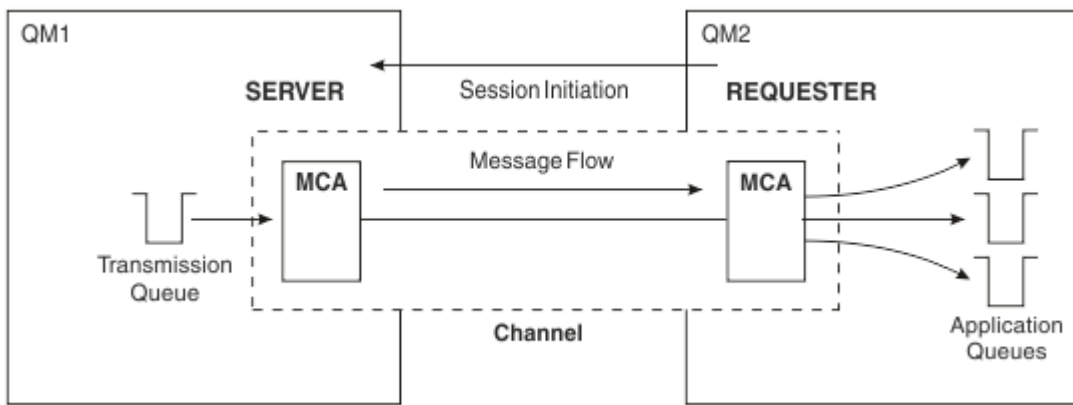 QM1
QM2
Session Initiation
SERVER
REQUESTER
Message Flow
MCA
MCA
Transmission
Queue
Channel
Application
Queues